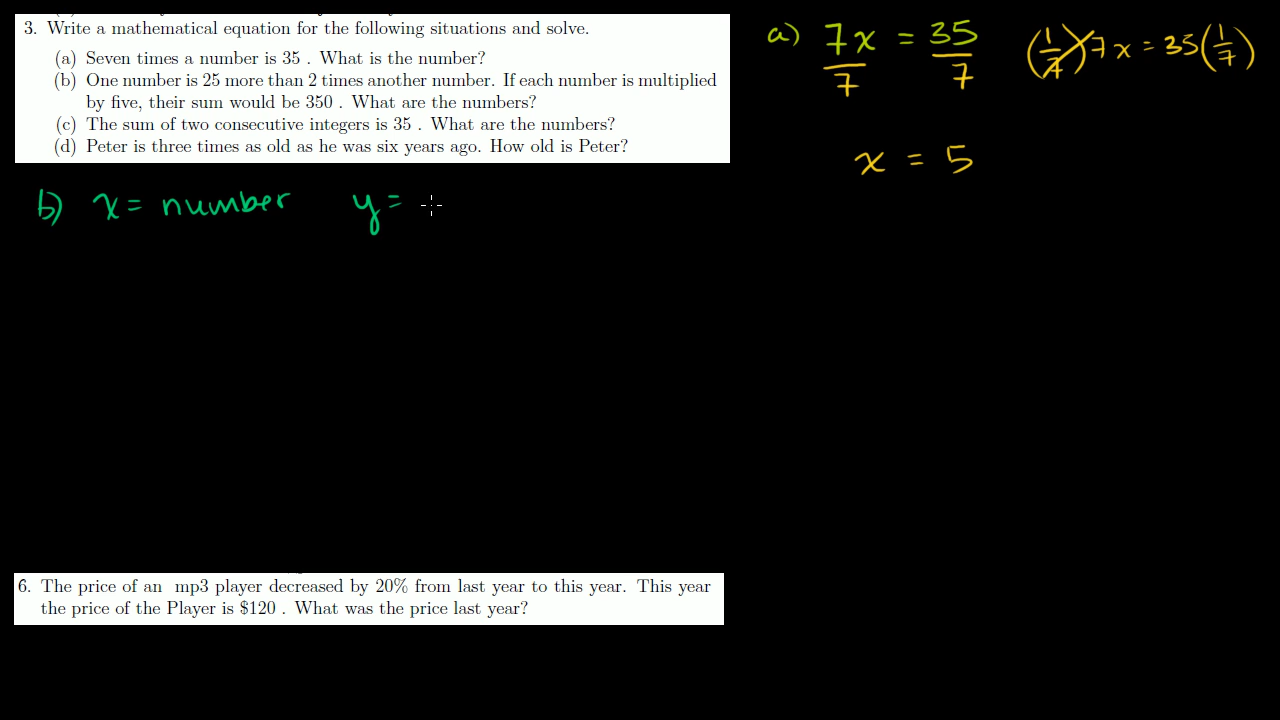 3. Write a mathematical equation for the following situations and solve.
(a) Seven times a number is 35 . What is the number?
(b) One number is 25 more than 2 times another number. If each number is multiplied
by five, their sum would be 350 . What are the numbers?
(c) The sum of two consecutive integers is 35 . What are the numbers?
(d) Peter is three times as old as he was six years ago. How old is Peter?
a) 7x/7 = 35/7 (1/7)7x = 35(1/7)
x = 5
b) x = number y =
6. The price of an mp3 player decreased by 20% from last year to this year. This year
the price of the Player is $120 . What was the price last year?